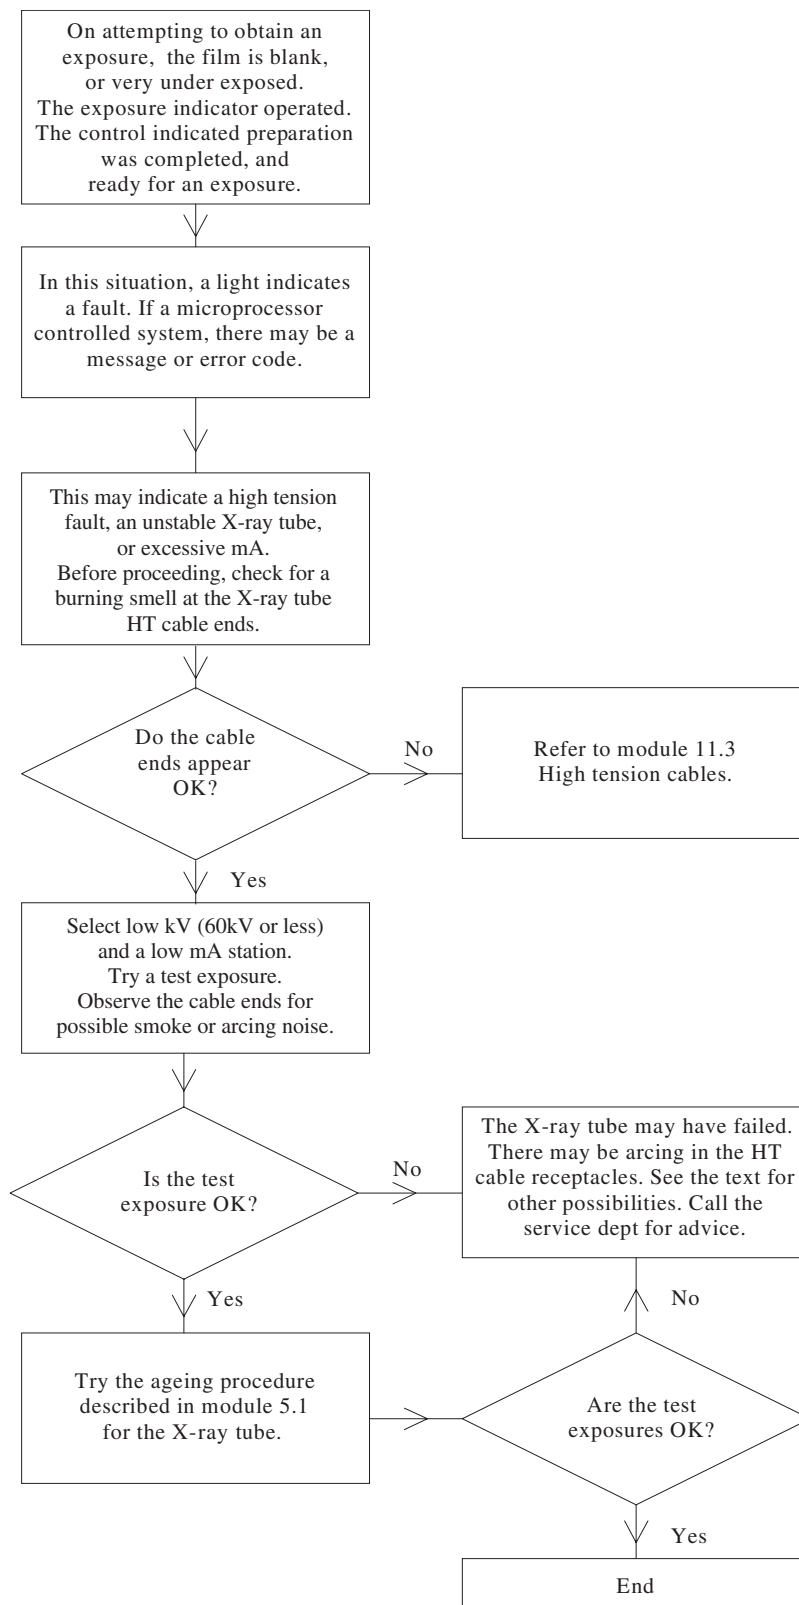 On attempting to obtain an
exposure,  the film is blank,
or very under exposed.
The exposure indicator operated.
The control indicated preparation
was completed, and
ready for an exposure.
In this situation, a light indicates
a fault. If a microprocessor
controlled system, there may be a
message or error code.
This may indicate a high tension
fault, an unstable X-ray tube,
or excessive mA.
Before proceeding, check for a
burning smell at the X-ray tube
HT cable ends.
Do the cable
ends appear
OK?
No
Refer to module 11.3
High tension cables.
Yes
Select low kV (60kV or less)
and a low mA station.
Try a test exposure.
Observe the cable ends for
possible smoke or arcing noise.
Is the test
exposure OK?
No
The X-ray tube may have failed.
There may be arcing in the HT
cable receptacles. See the text for
other possibilities. Call the
service dept for advice.
Yes
Try the ageing procedure
described in module 5.1
for the X-ray tube.
No
Are the test
exposures OK?
Yes
End